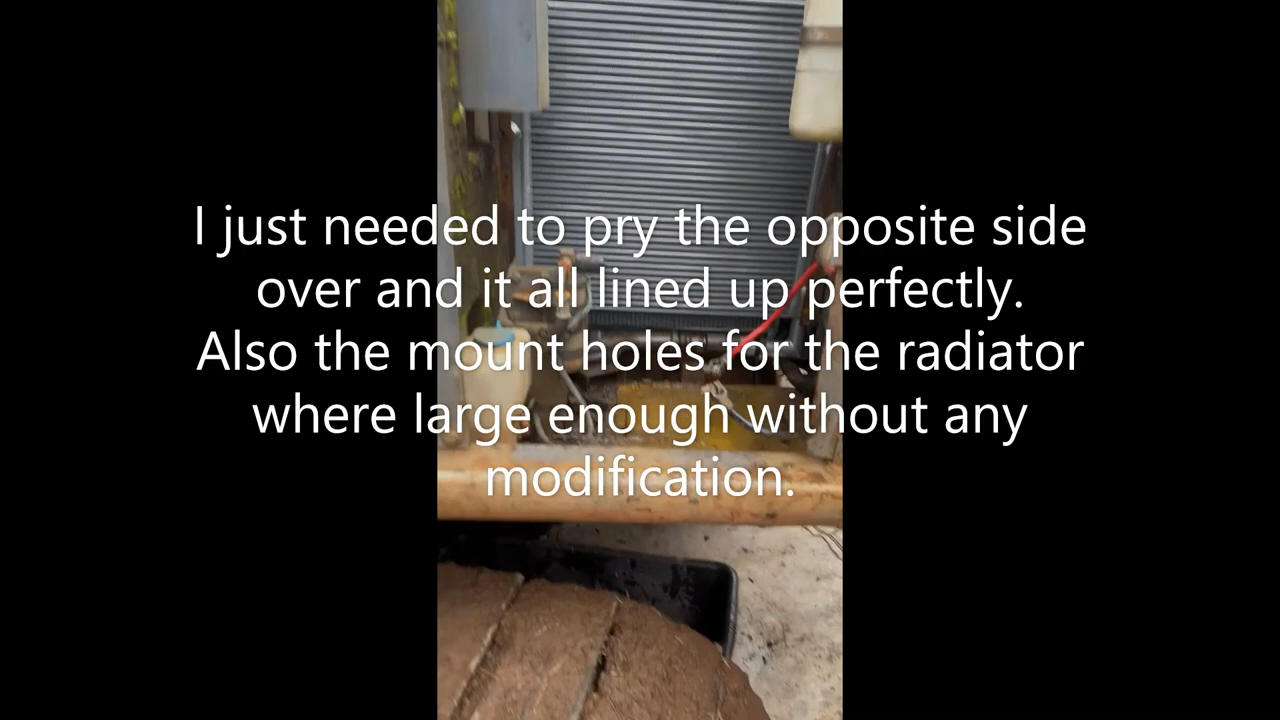 I just needed to pry the opposite side
over and it all lined up perfectly.
Also the mount holes for the radiator
where large enough without any
modification.